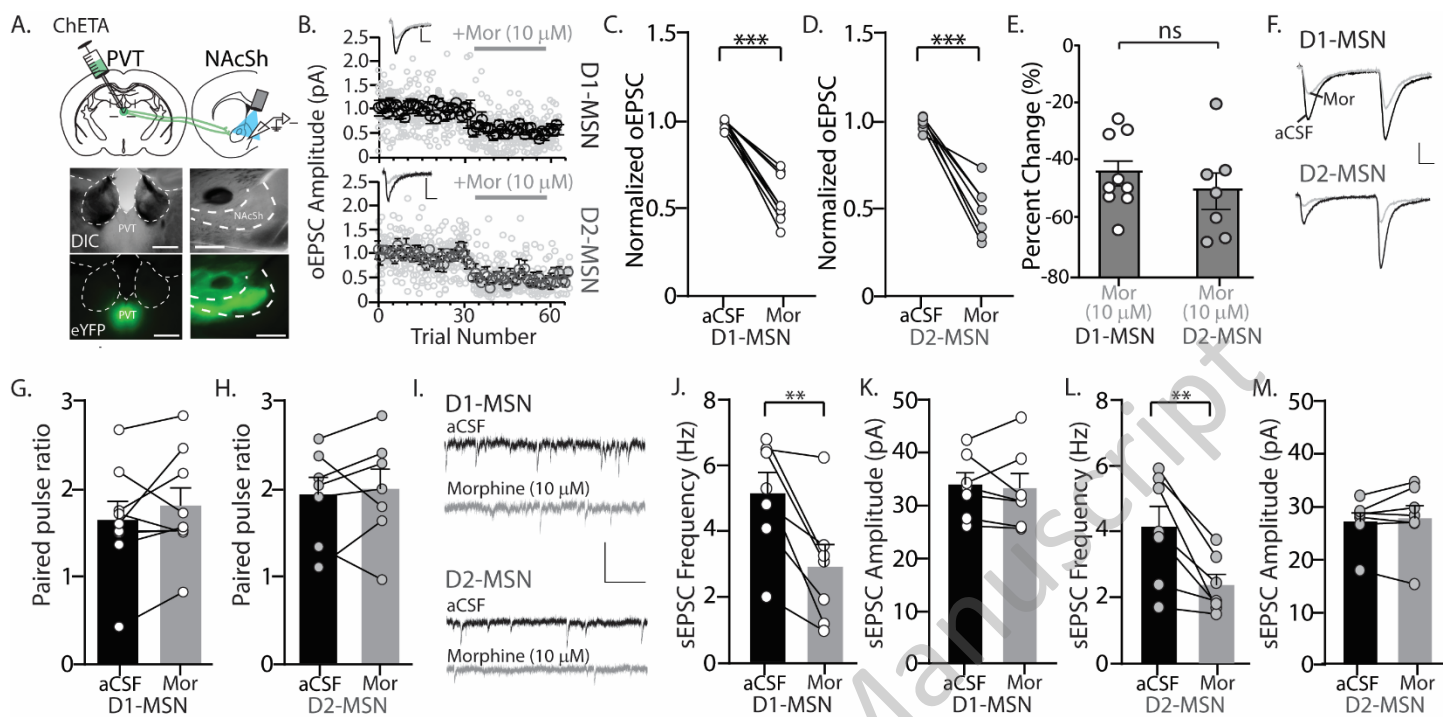 A.
ChETA
PVT
NAcSh
DIC
PVT
NAcSh
eYFP
PVT
B.
oEPSC Amplitude (pA)
2.5
2.0
1.5
1.0
0.5
0
+Mor (10 μM)
D1-MSN
2.5
2.0
1.5
1.0
0.5
0
+Mor (10 μM)
D2-MSN
0 30 60
Trial Number
C.
Normalized oEPSC
1.5
1.0
0.5
0
***
aCSF Mor
D1-MSN
D.
Normalized oEPSC
1.5
1.0
0.5
0
***
aCSF Mor
D2-MSN
E.
Percent Change (%)
0
-20
-40
-60
-80
ns
Mor
(10 μM)
D1-MSN
Mor
(10 μM)
D2-MSN
F.
D1-MSN
Mor
aCSF
D2-MSN
G.
Paired pulse ratio
3
2
1
0
aCSF Mor
D1-MSN
H.
Paired pulse ratio
3
2
1
0
aCSF Mor
D2-MSN
I.
D1-MSN
aCSF
Morphine (10 μM)
D2-MSN
aCSF
Morphine (10 μM)
J.
sEPSC Frequency (Hz)
8
6
4
2
0
**
aCSF Mor
D1-MSN
K.
sEPSC Amplitude (pA)
50
40
30
20
10
0
aCSF Mor
D1-MSN
L.
sEPSC Frequency (Hz)
8
6
4
2
0
**
aCSF Mor
D2-MSN
M.
sEPSC Amplitude (pA)
50
40
30
20
10
0
aCSF Mor
D2-MSN
Manuscript